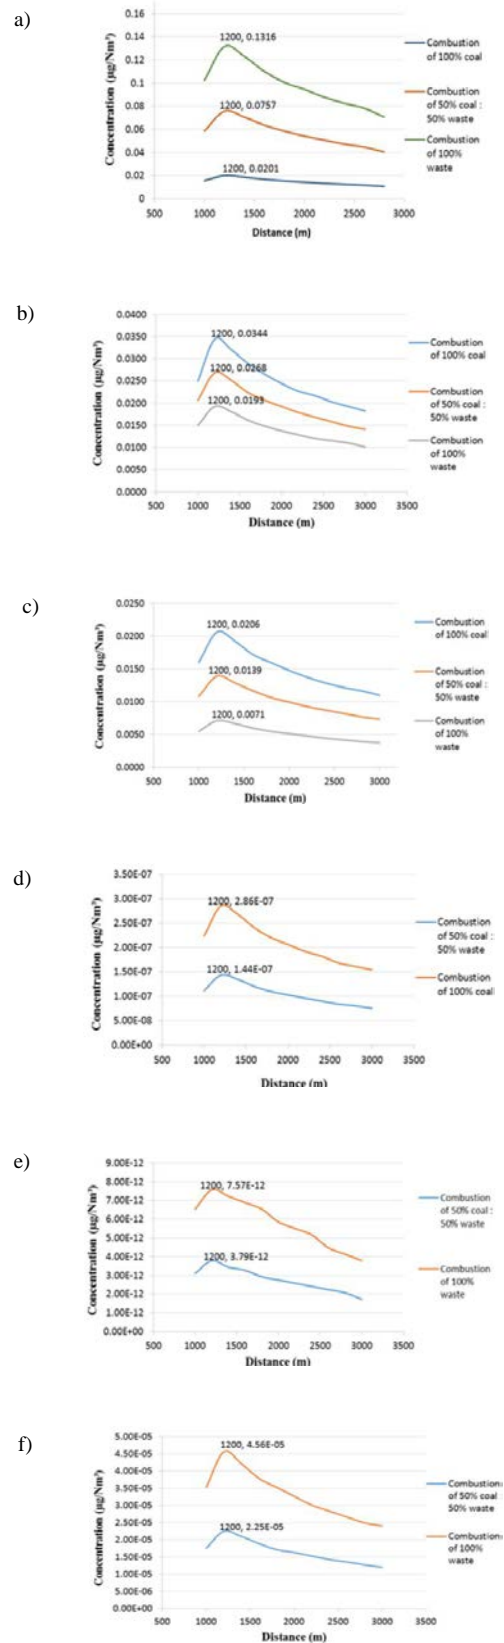 a)
0.16
0.14
0.12
0.1
0.08
0.06
0.04
0.02
0
Concentration (µg/Nm³)
1200, 0.1316
1200, 0.0757
1200, 0.0201
500 1000 1500 2000 2500 3000
Distance (m)
Combustion
of 100% coal
Combustion
of 50% coal :
50% waste
Combustion
of 100%
waste
b)
0.0400
0.0350
0.0300
0.0250
0.0200
0.0150
0.0100
0.0050
0.0000
Concentration (µg/Nm³)
1200, 0.0344
1200, 0.0268
1200, 0.0193
500 1000 1500 2000 2500 3000 3500
Distance (m)
Combustion
of 100% coal
Combustion
of 50% coal :
50% waste
Combustion
of 100%
waste
c)
0.0250
0.0200
0.0150
0.0100
0.0050
0.0000
Concentration (µg/Nm³)
1200, 0.0206
1200, 0.0139
1200, 0.0071
500 1000 1500 2000 2500 3000
Distance (m)
Combustion
of 100% coal
Combustion
of 50% coal :
50% waste
Combustion
of 100%
waste
d)
3.50E-07
3.00E-07
2.50E-07
2.00E-07
1.50E-07
1.00E-07
5.00E-08
0.00E+00
Concentration (µg/Nm³)
1200, 2.86E-07
1200, 1.44E-07
500 1000 1500 2000 2500 3000 3500
Distance (m)
Combustion
of 50% coal :
50% waste
Combustion
of 100% coal
e)
9.00E-12
8.00E-12
7.00E-12
6.00E-12
5.00E-12
4.00E-12
3.00E-12
2.00E-12
1.00E-12
0.00E+00
Concentration (µg/Nm³)
1200, 7.57E-12
1200, 3.79E-12
500 1000 1500 2000 2500 3000 3500
Distance (m)
Combustion
of 50% coal :
50% waste
Combustion
of 100%
waste
f)
5.00E-05
4.50E-05
4.00E-05
3.50E-05
3.00E-05
2.50E-05
2.00E-05
1.50E-05
1.00E-05
5.00E-06
0.00E+00
Concentration (µg/Nm³)
1200, 4.56E-05
1200, 2.25E-05
500 1000 1500 2000 2500 3000 3500
Distance (m)
Combustion
of 50% coal :
50% waste
Combustion
of 100%
waste